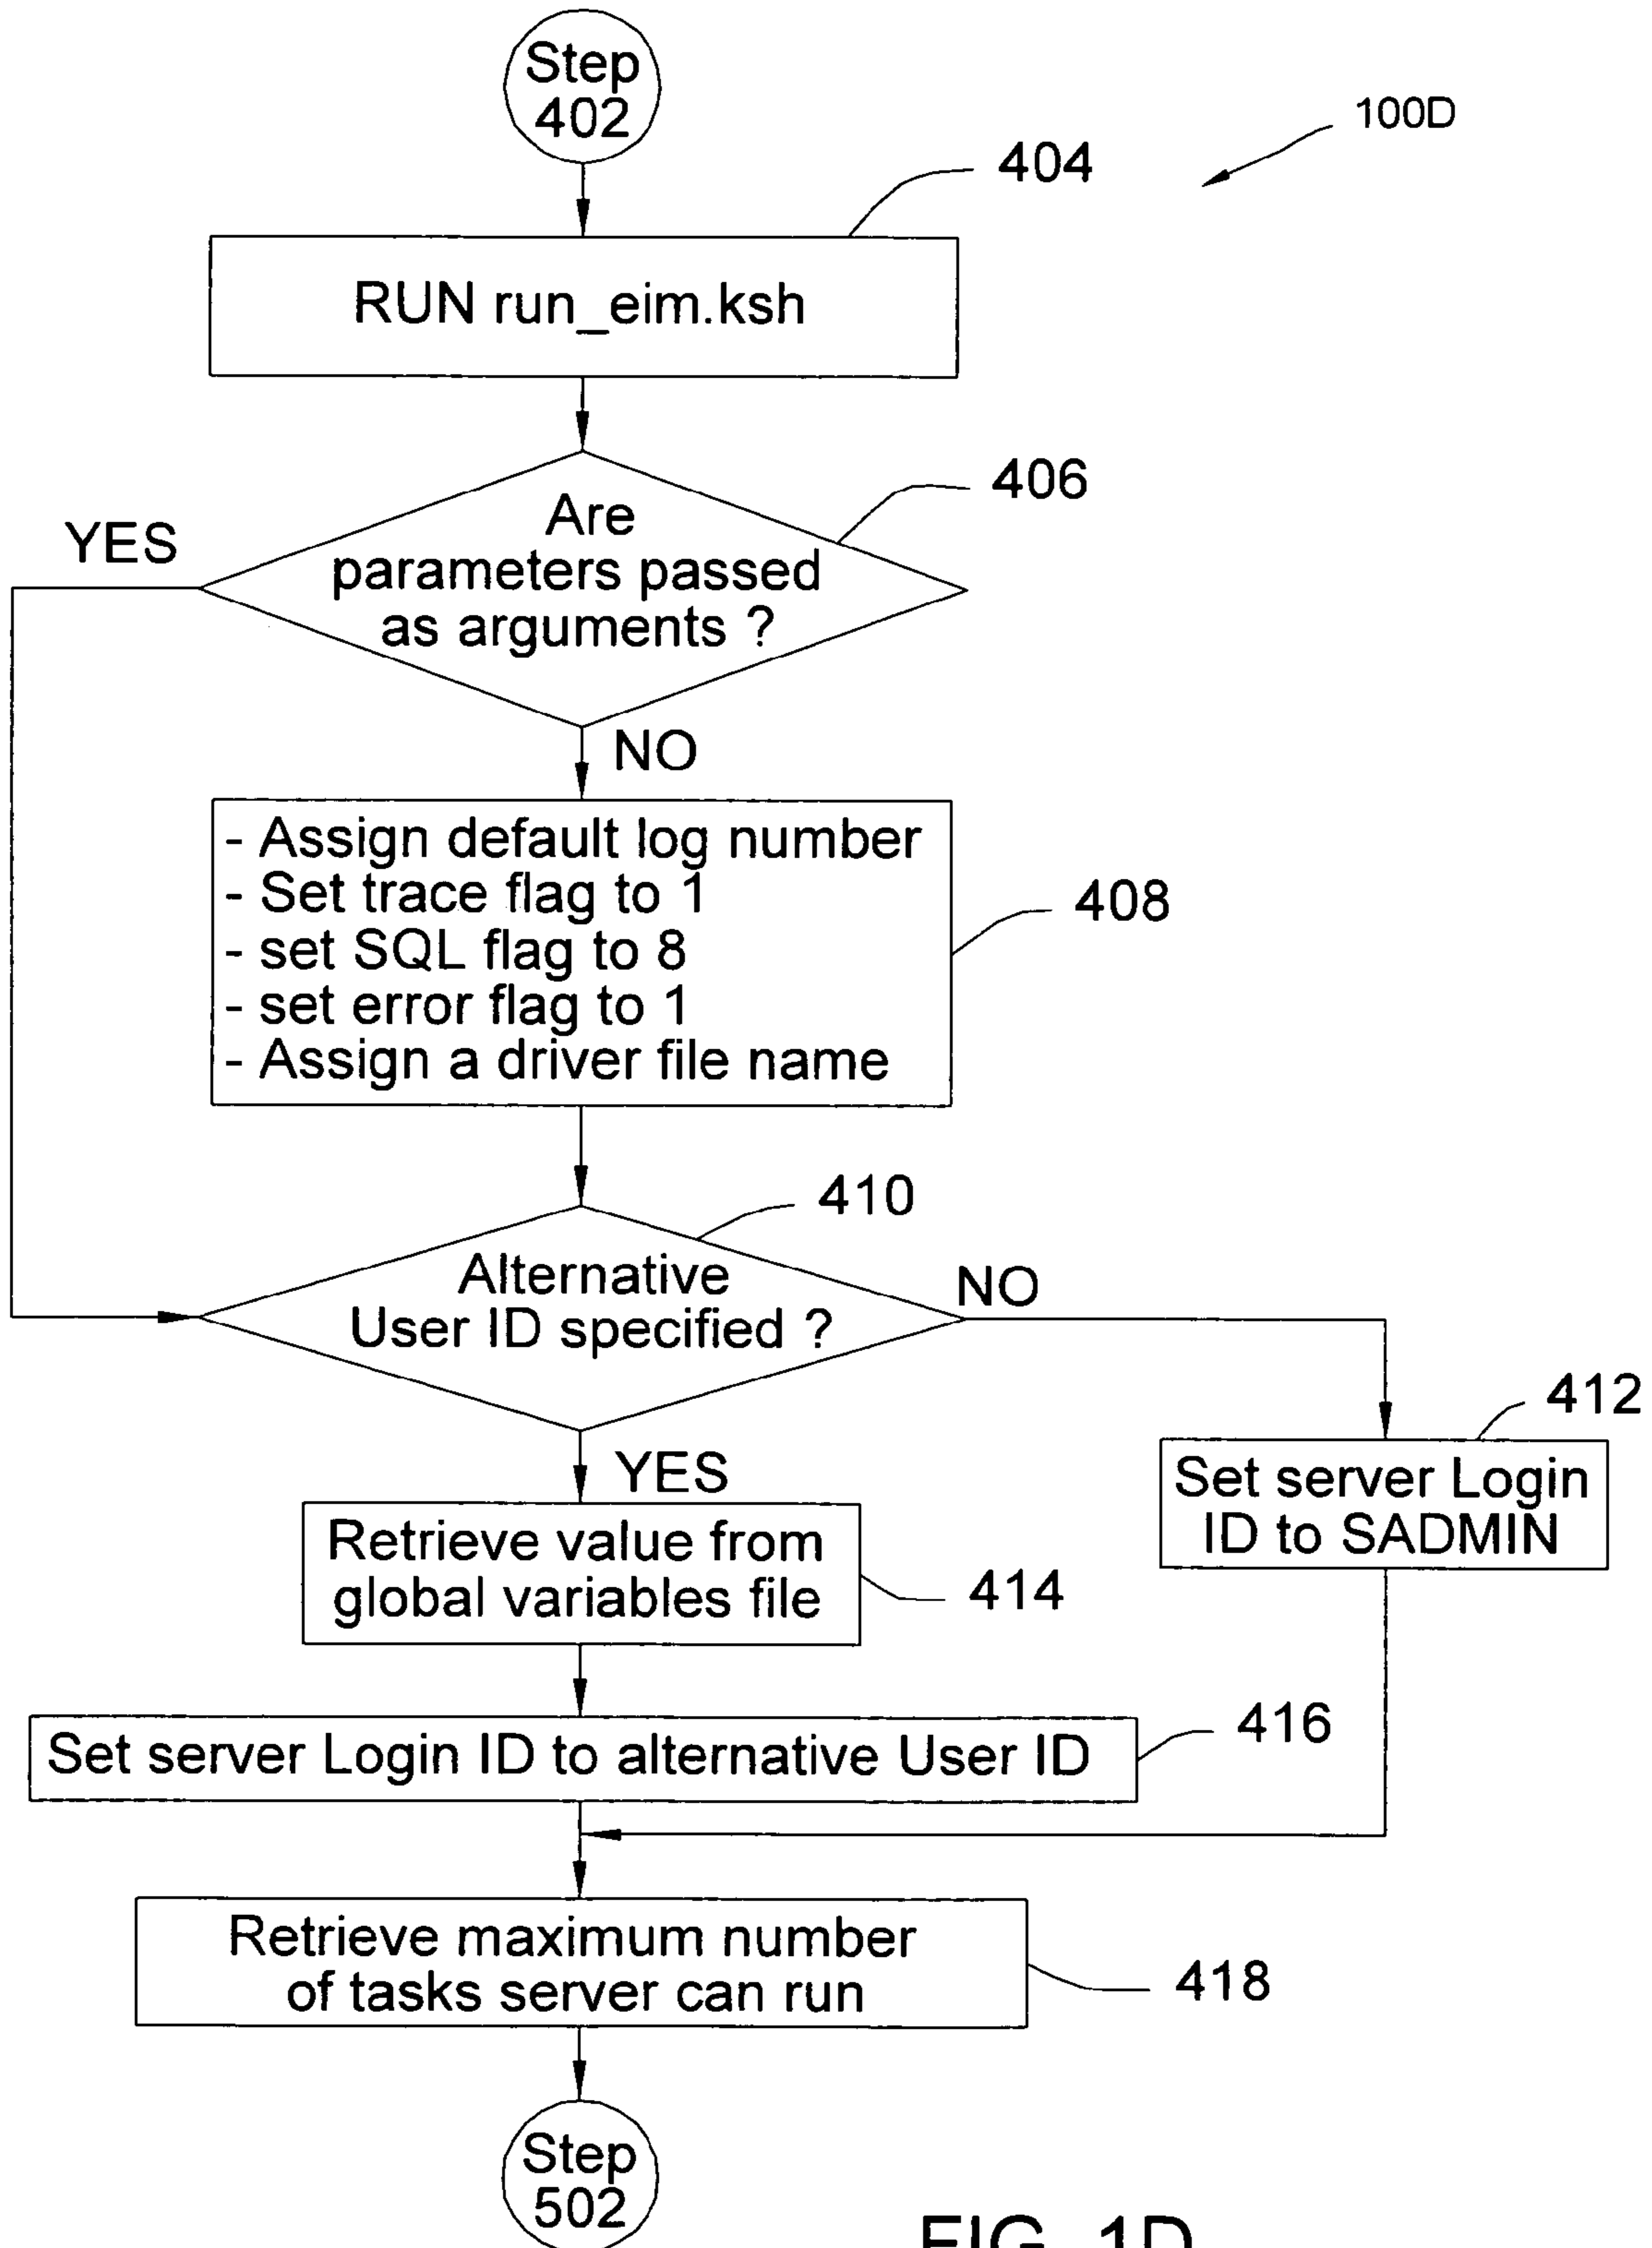 Step
402
100D
404
RUN run_eim.ksh
406
Are
parameters passed
as arguments ?
YES
NO
- Assign default log number
- Set trace flag to 1
- set SQL flag to 8
- set error flag to 1
- Assign a driver file name
408
410
Alternative
User ID specified ?
NO
412
Set server Login
ID to SADMIN
YES
Retrieve value from
global variables file
414
416
Set server Login ID to alternative User ID
Retrieve maximum number
of tasks server can run
418
Step
502
FIG. 1D